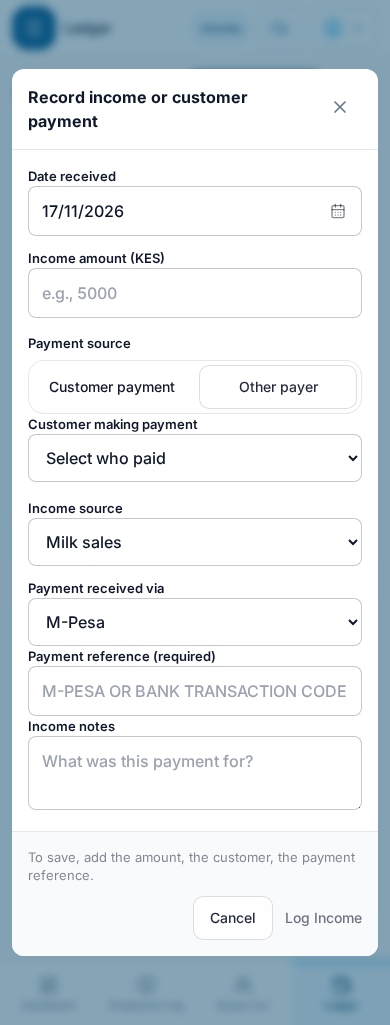 Ledger
Record income or customer
payment
Date received
17/11/2026
Income amount (KES)
e.g., 5000
Payment source
Customer payment
Other payer
Customer making payment
Select who paid
Income source
Milk sales
Payment received via
M-Pesa
Payment reference (required)
M-PESA OR BANK TRANSACTION CODE
Income notes
What was this payment for?
To save, add the amount, the customer, the payment
reference.
Cancel
Log Income
Ledger